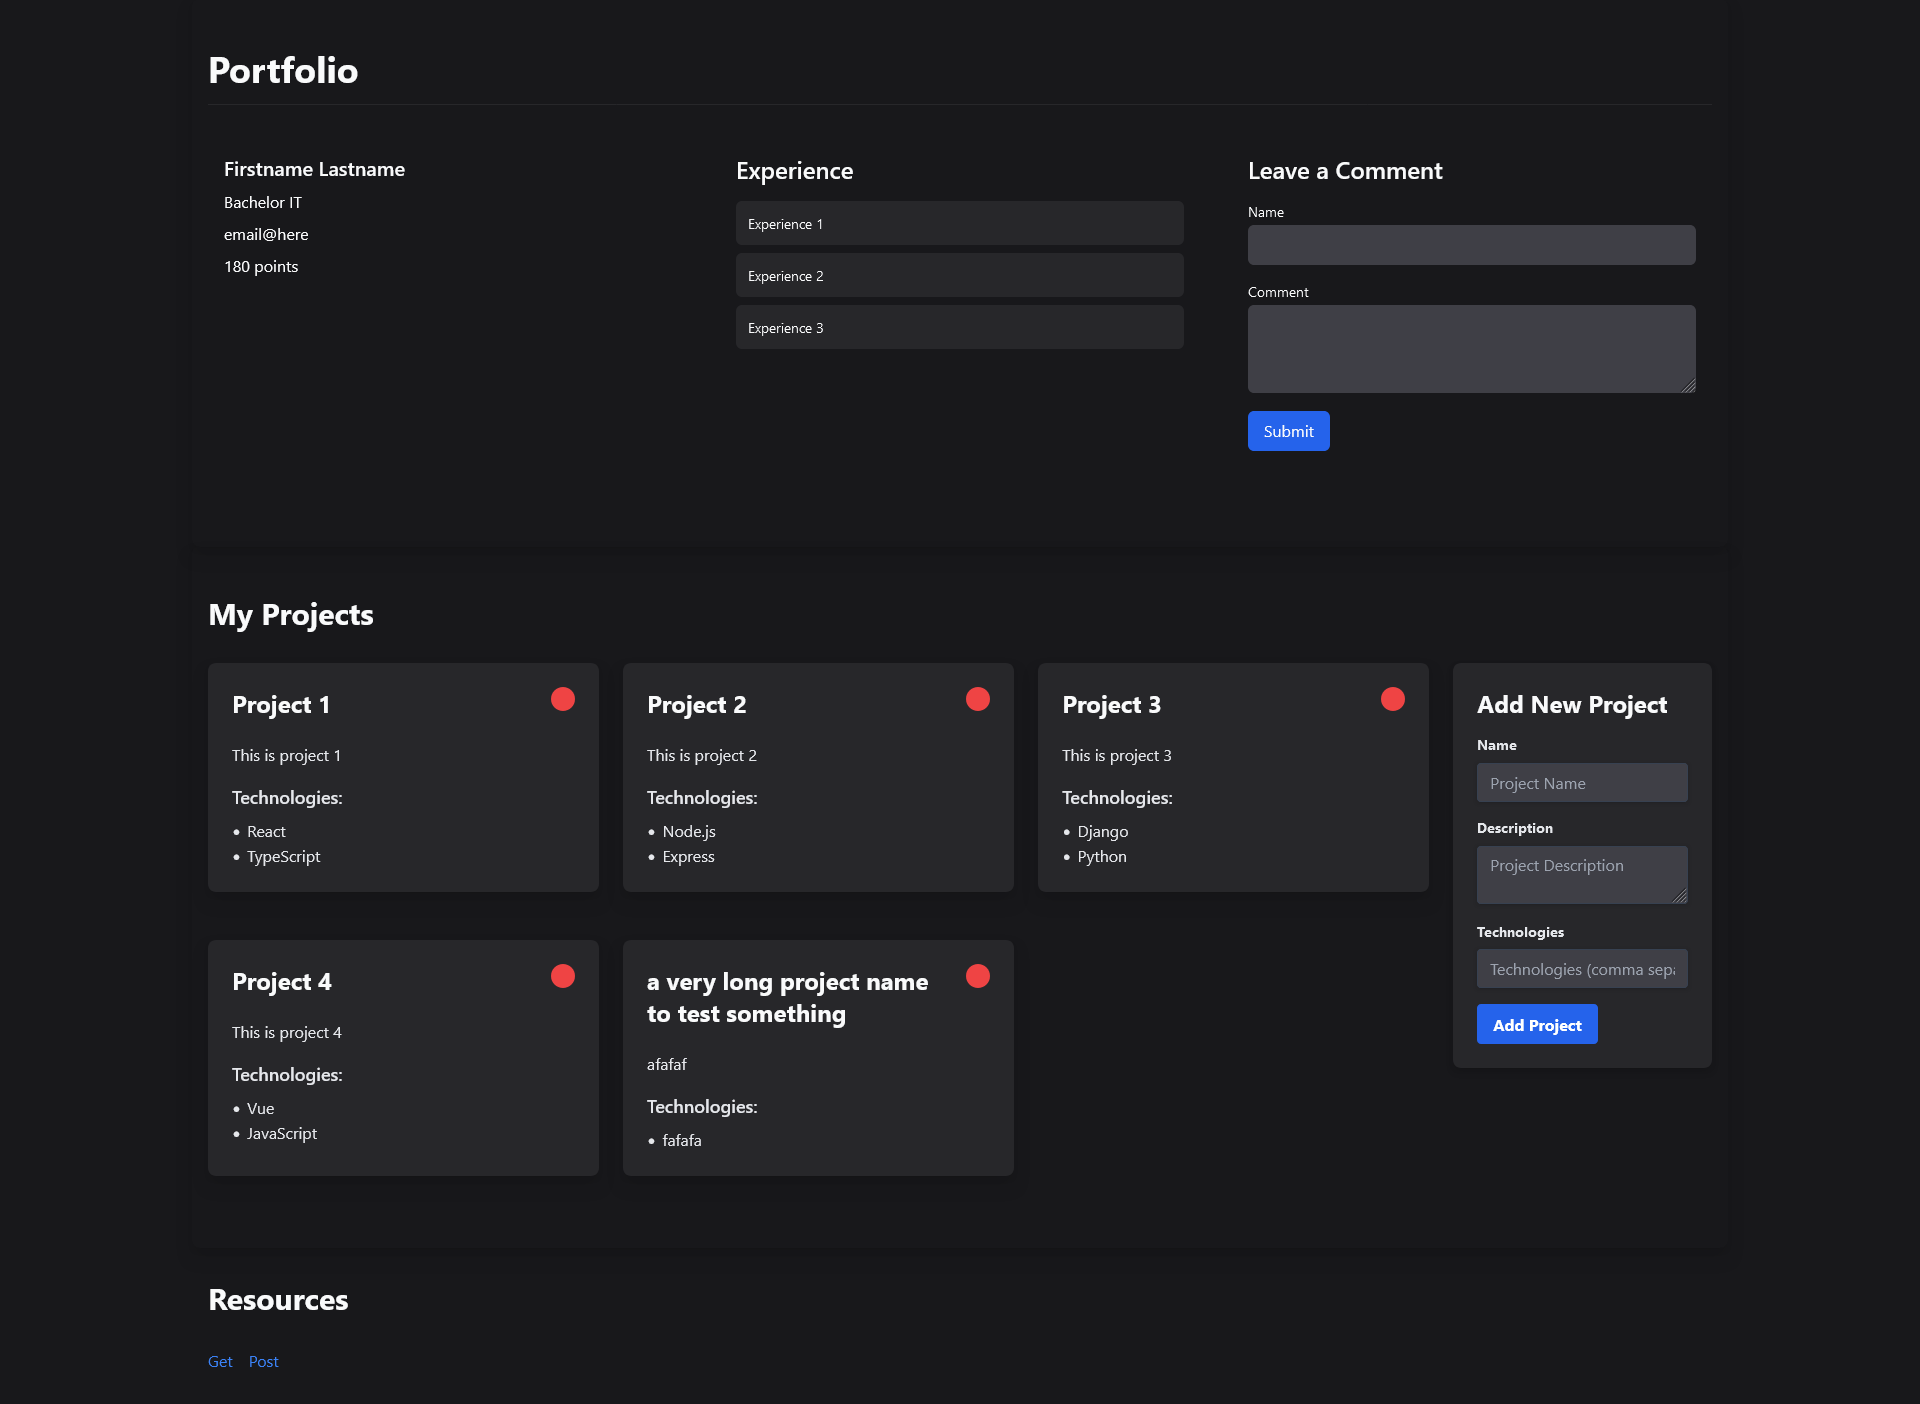 Portfolio
Firstname Lastname
Bachelor IT
email@here
180 points
Experience
Experience 1
Experience 2
Experience 3
Leave a Comment
Name
Comment
Submit
My Projects
Project 1
This is project 1
Technologies:
• React
• TypeScript
Project 2
This is project 2
Technologies:
• Node.js
• Express
Project 3
This is project 3
Technologies:
• Django
• Python
Project 4
This is project 4
Technologies:
• Vue
• JavaScript
a very long project name
to test something
afafaf
Technologies:
• fafafa
Add New Project
Name
Project Name
Description
Project Description
Technologies
Technologies (comma sepa
Add Project
Resources
Get Post